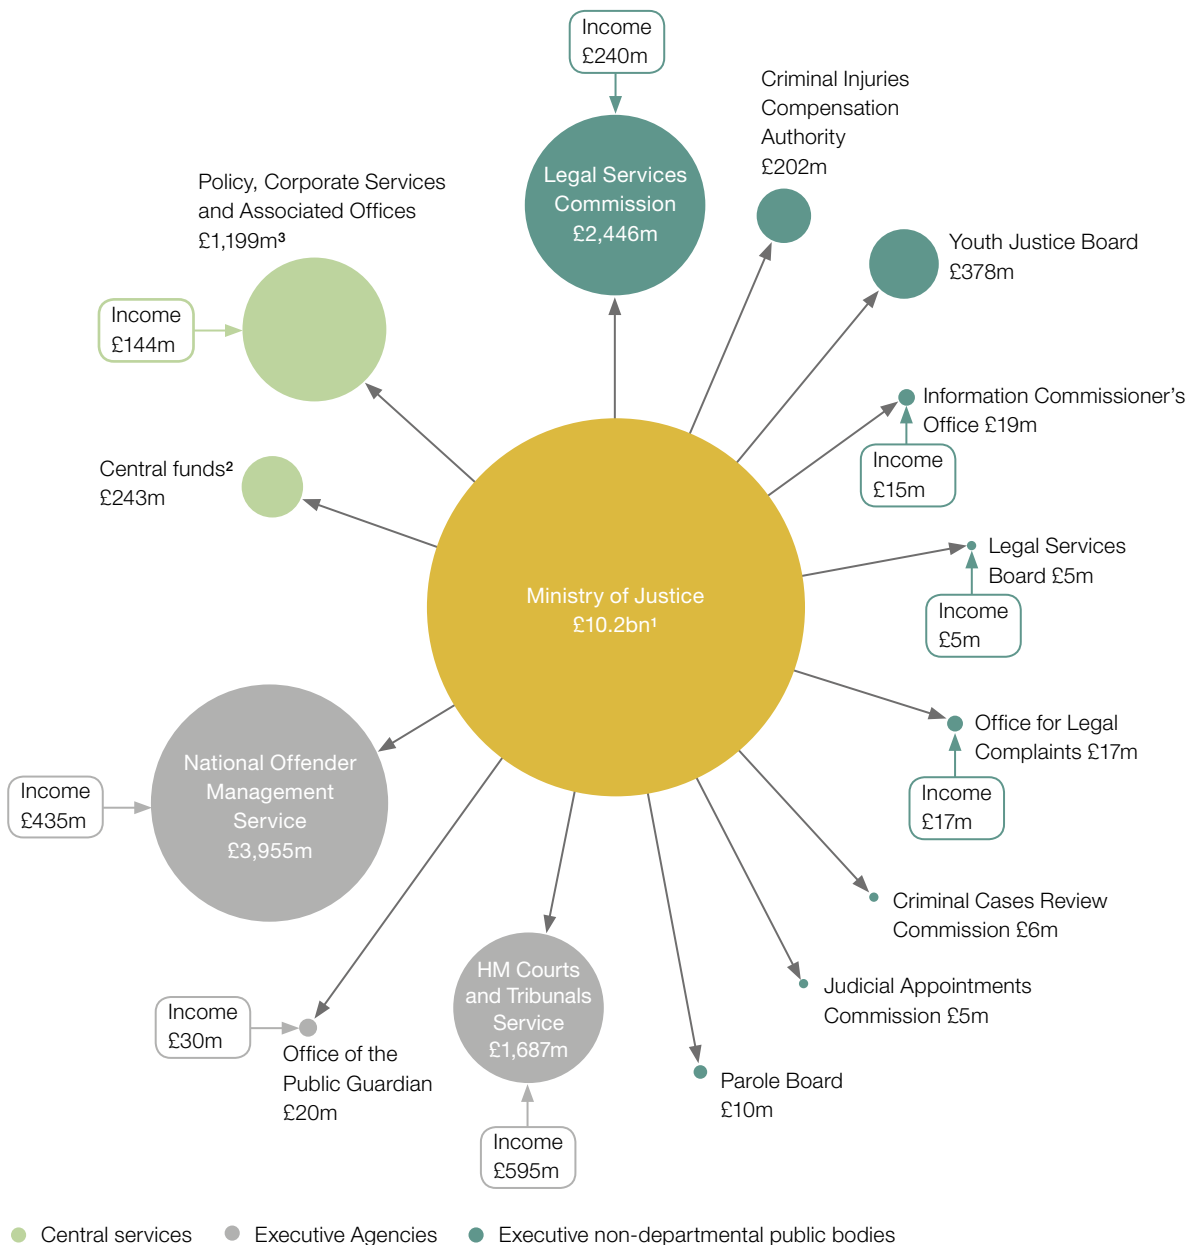 Income
£240m
Legal Services
Commission
£2,446m
Criminal Injuries
Compensation
Authority
£202m
Policy, Corporate Services
and Associated Offices
£1,199m³
Youth Justice Board
£378m
Income
£144m
Information Commissioner’s
Office £19m
Income
£15m
Central funds²
£243m
Legal Services
Board £5m
Income
£5m
Ministry of Justice
£10.2bn¹
Office for Legal
Complaints £17m
Income
£17m
National Offender
Management
Service
£3,955m
Income
£435m
Criminal Cases Review
Commission £6m
HM Courts
and Tribunals
Service
£1,687m
Judicial Appointments
Commission £5m
Income
£30m
Office of the
Public Guardian
£20m
Parole Board
£10m
Income
£595m
Central services
Executive Agencies
Executive non-departmental public bodies